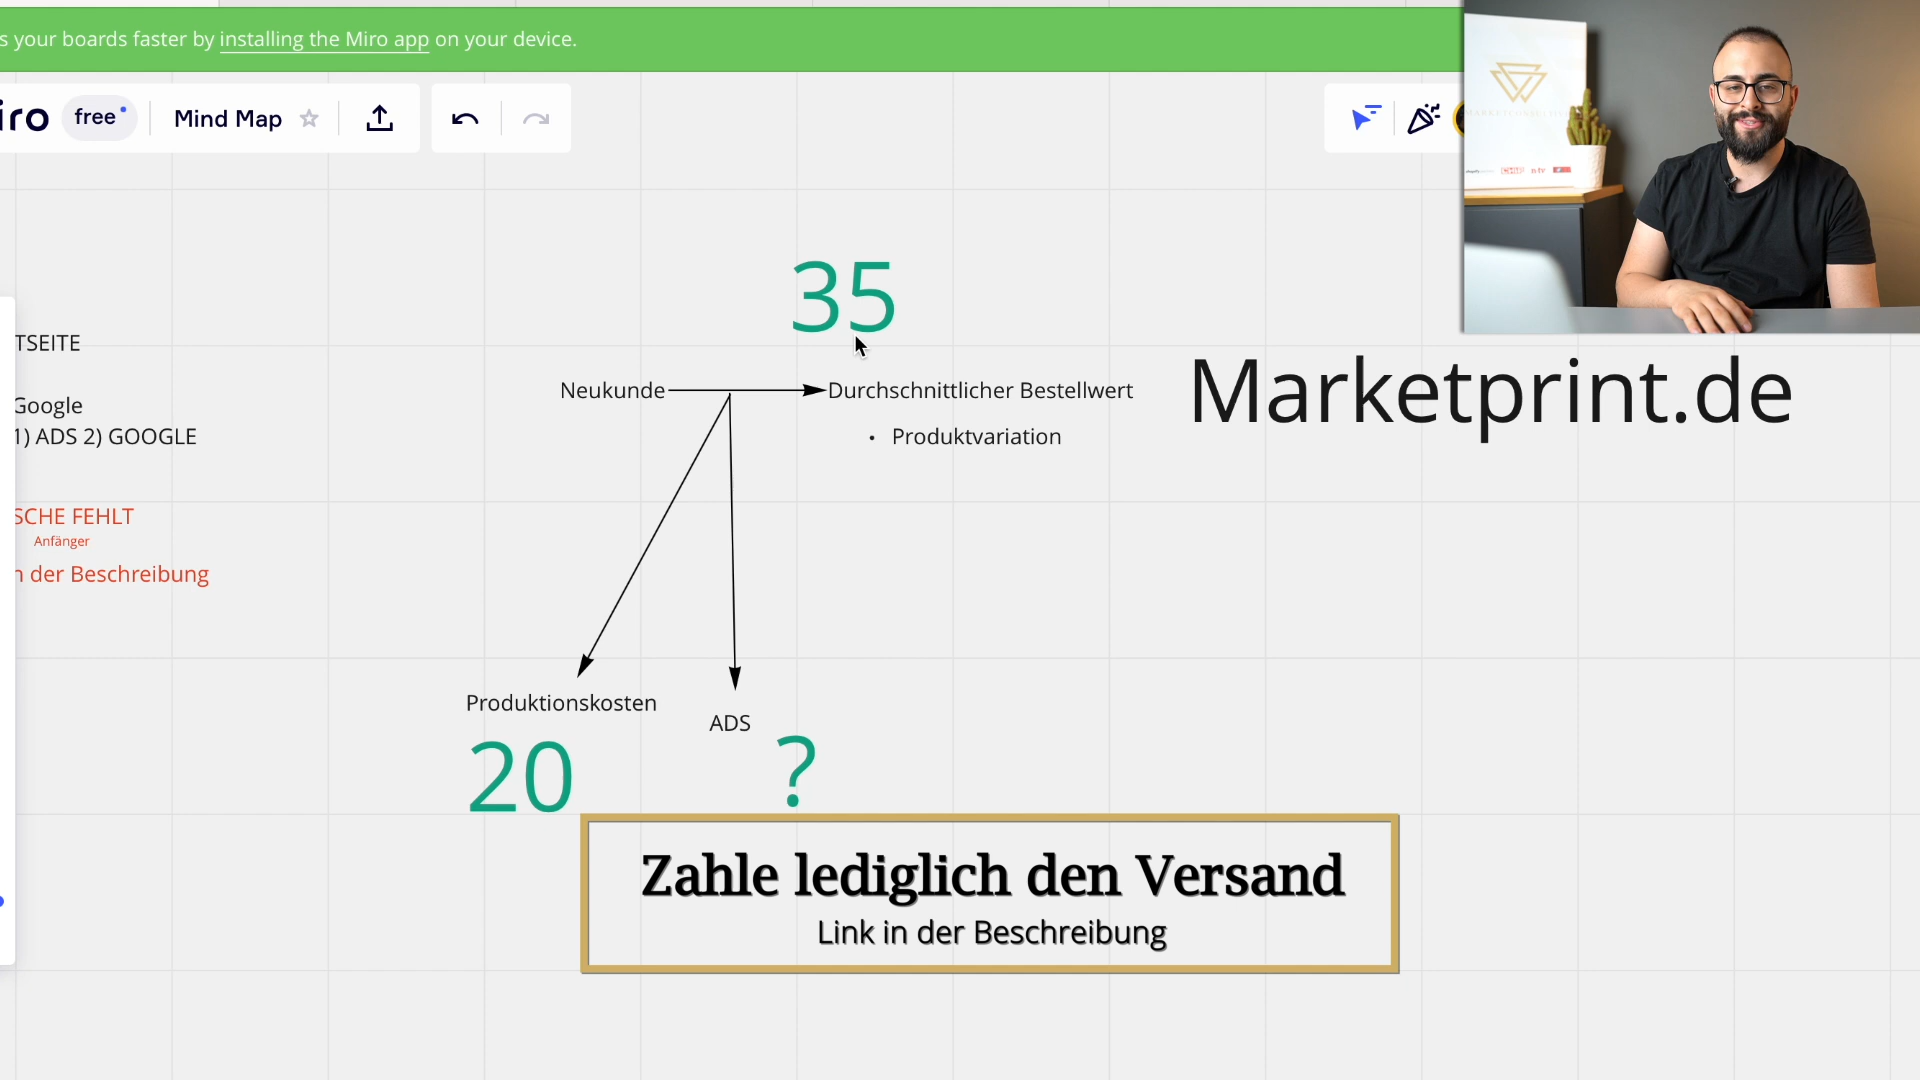 s your boards faster by installing the Miro app on your device.
iro free Mind Map
35
TSEITE
Neukunde Durchschnittlicher Bestellwert
Marketprint.de
Google
1) ADS 2) GOOGLE
• Produktvariation
SCHE FEHLT
Anfänger
n der Beschreibung
Produktionskosten
ADS
20 ?
Zahle lediglich den Versand
Link in der Beschreibung
CHIP n tv